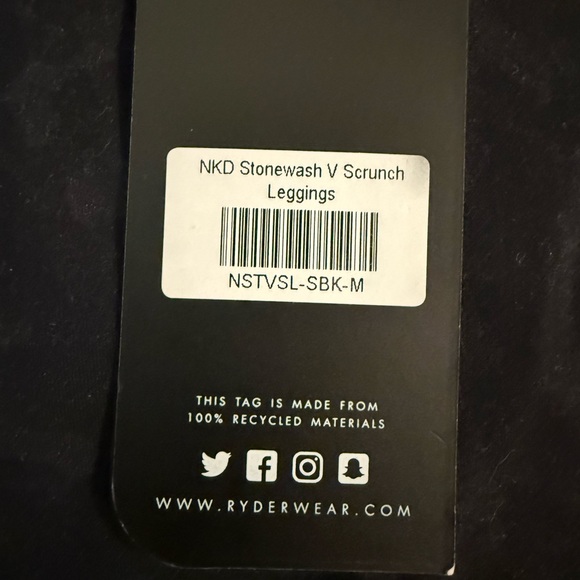 NKD Stonewash V Scrunch
Leggings
NSTVSL-SBK-M
THIS TAG IS MADE FROM
100% RECYCLED MATERIALS
WWW.RYDERWEAR.COM